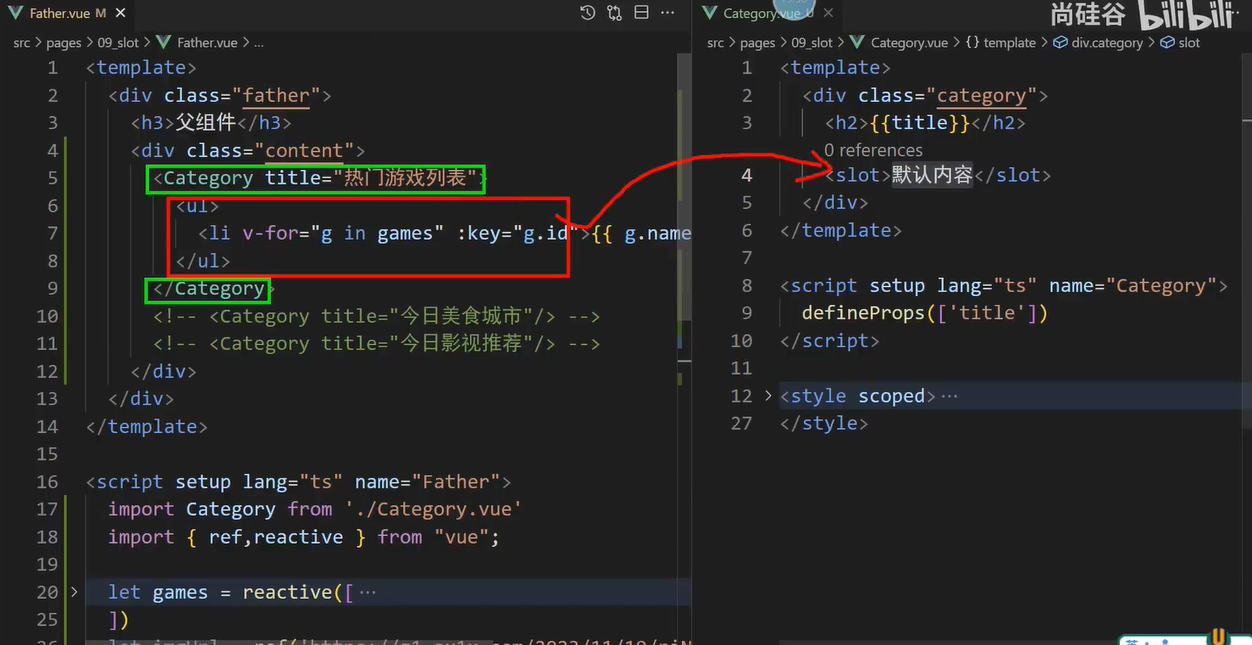 Father.vue M
src > pages > 09_slot > Father.vue > ...
1 <template>
2 <div class="father">
3 <h3>父组件</h3>
4 <div class="content">
5 <Category title="热门游戏列表">
6 <ul>
7 <li v-for="g in games" :key="g.id">{{ g.name
8 </ul>
9 </Category>
10 <!-- <Category title="今日美食城市"/> -->
11 <!-- <Category title="今日影视推荐"/> -->
12 </div>
13 </div>
14 </template>
15
16 <script setup lang="ts" name="Father">
17 import Category from './Category.vue'
18 import { ref,reactive } from "vue";
19
20 let games = reactive([ ...
25 ])
Category.vue U
尚硅谷 bilibili
src > pages > 09_slot > Category.vue > {} template > div.category > slot
1 <template>
2 <div class="category">
3 <h2>{{title}}</h2>
0 references
4 <slot>默认内容</slot>
5 </div>
6 </template>
7
8 <script setup lang="ts" name="Category">
9 defineProps(['title'])
10 </script>
11
12 <style scoped> ...
27 </style>